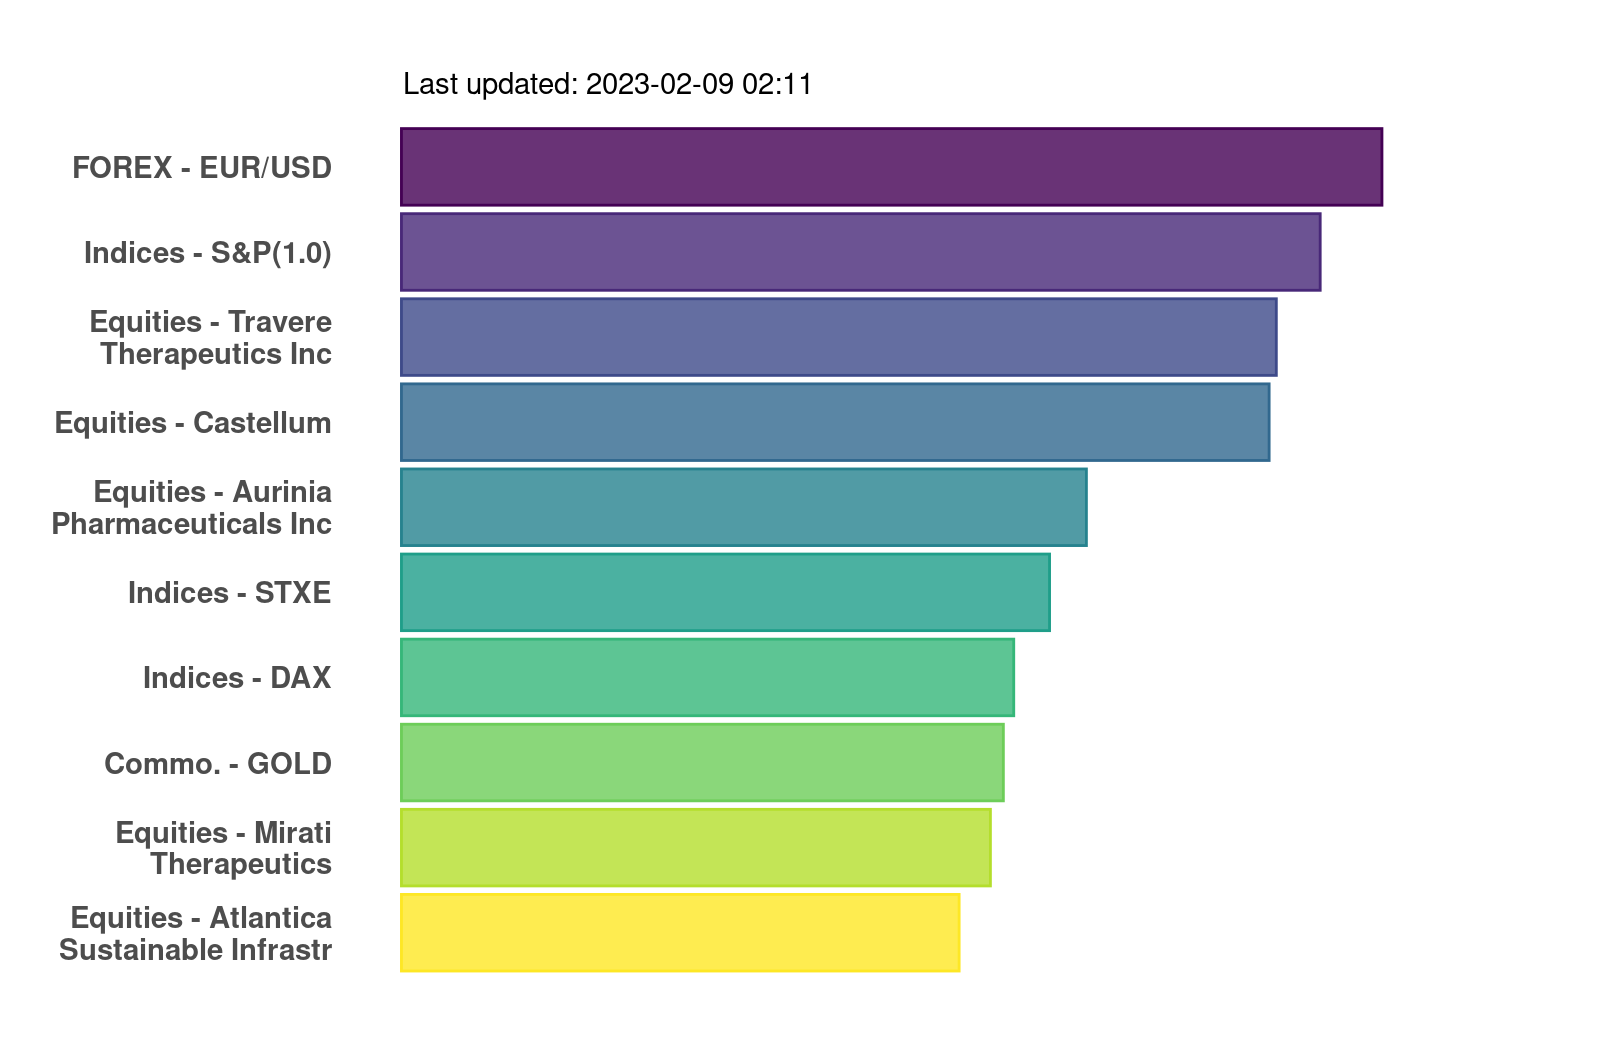 Last updated: 2023-02-09 02:11
FOREX - EUR/USD
Indices - S&P(1.0)
Equities - Travere
Therapeutics Inc
Equities - Castellum
Equities - Aurinia
Pharmaceuticals Inc
Indices - STXE
Indices - DAX
Commo. - GOLD
Equities - Mirati
Therapeutics
Equities - Atlantica
Sustainable Infrastr